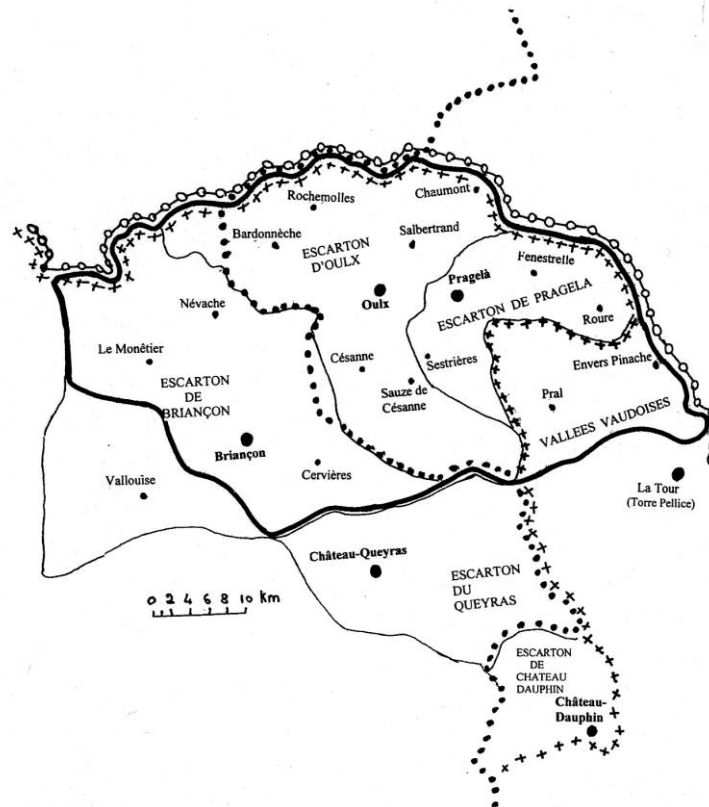 Chaumont
Rochemolles
Bardonnèche
ESCARTON
D'OULX
Salbertrand
Fenestrelle
Pragelà
Oulx
ESCARTON DE PRAGELA
Névache
Roure
Le Monêtier
Césanne
Sestrières
Envers Pinache
ESCARTON
DE
BRIANÇON
Sauze de
Césanne
Pral
VALLEES VAUDOISES
Briançon
Cervières
Vallouise
La Tour
(Torre Pellice)
Château-Queyras
ESCARTON
DU
QUEYRAS
0 2 4 6 8 10 km
ESCARTON
DE
CHATEAU
DAUPHIN
Château-
Dauphin